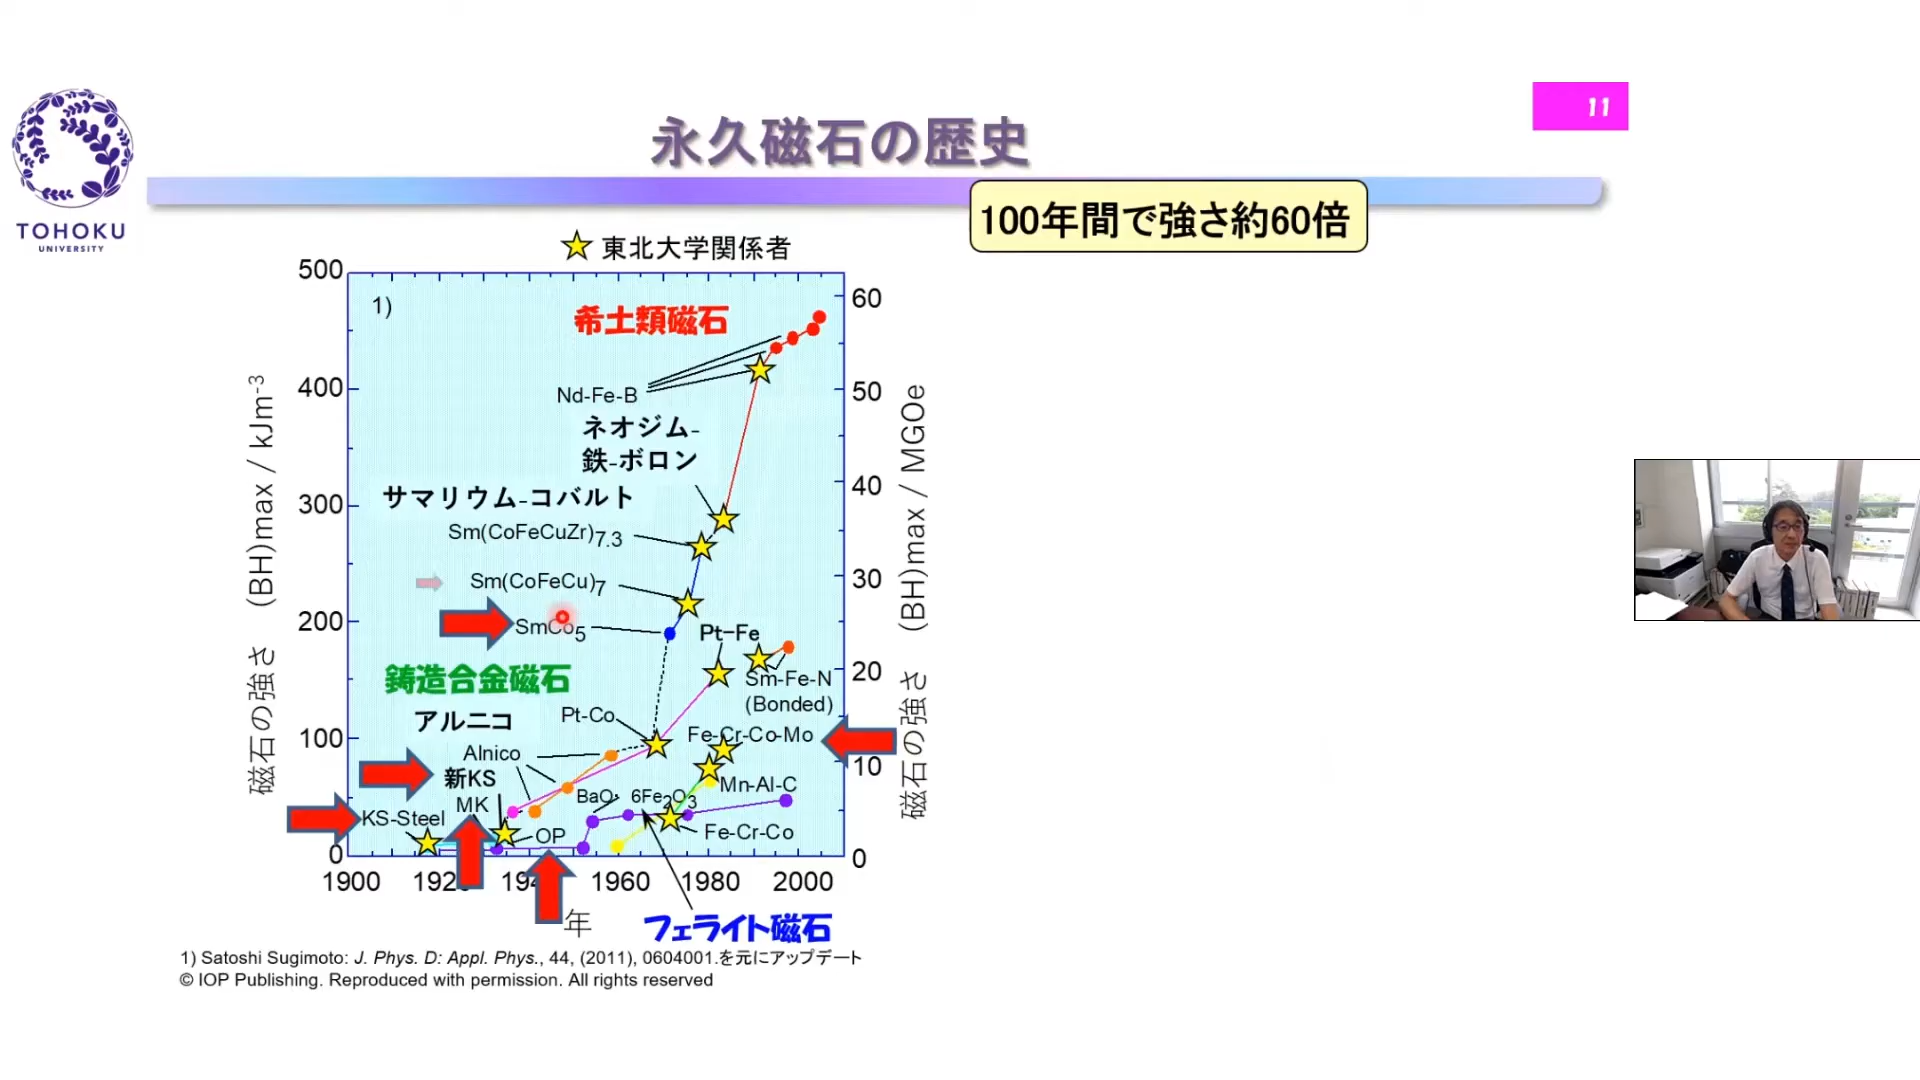 11
永久磁石の歴史
TOHOKU
UNIVERSITY
100年間で強さ約60倍
東北大学関係者
500
400
300
200
100
0
磁石の強さ (BH)max / kJm-3
1)
希土類磁石
Nd-Fe-B
ネオジム-
鉄-ボロン
サマリウム-コバルト
Sm(CoFeCuZr)7.3
Sm(CoFeCu)7
SmCo5
Pt-Fe
鋳造合金磁石
Sm-Fe-N
(Bonded)
アルニコ
Pt-Co
Fe-Cr-Co-Mo
Alnico
新KS
Mn-Al-C
MK
BaO・6Fe2O3
KS-Steel
OP
Fe-Cr-Co
60
50
40
30
20
10
0
磁石の強さ (BH)max / MGOe
1900
1960
1980
2000
年
フェライト磁石
1) Satoshi Sugimoto: J. Phys. D: Appl. Phys., 44, (2011), 0604001.を元にアップデート
© IOP Publishing. Reproduced with permission. All rights reserved